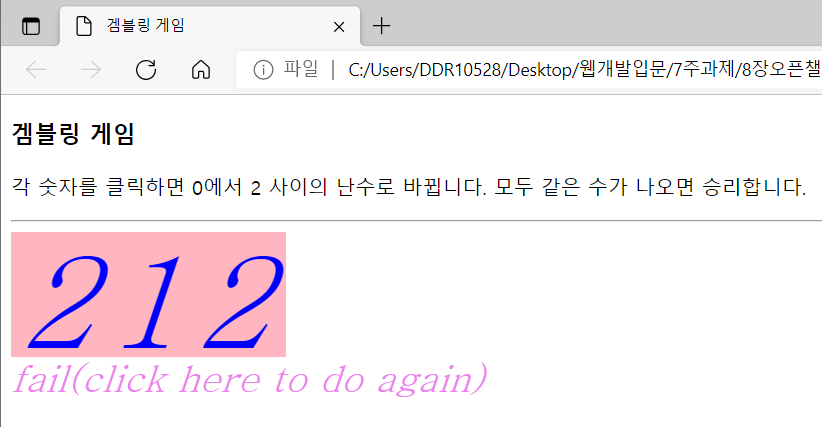 겜블링 게임
파일 | C:/Users/DDR10528/Desktop/웹개발입문/7주과제/8장오픈챌
겜블링 게임
각 숫자를 클릭하면 0에서 2 사이의 난수로 바뀝니다. 모두 같은 수가 나오면 승리합니다.
212
fail(click here to do again)